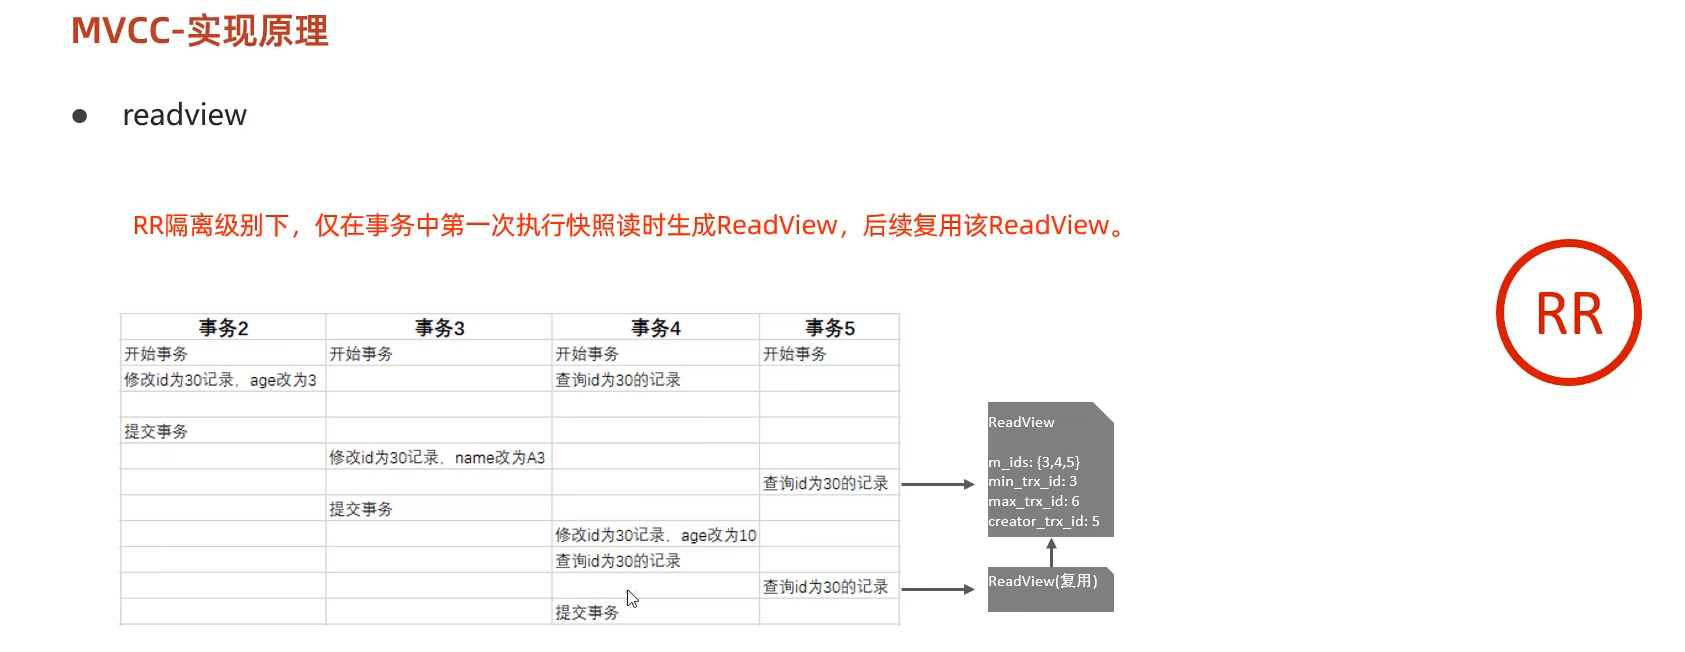 MVCC-实现原理
● readview
RR隔离级别下，仅在事务中第一次执行快照读时生成ReadView，后续复用该ReadView。
RR
事务2 事务3 事务4 事务5
开始事务 开始事务 开始事务 开始事务
修改id为30记录，age改为3 查询id为30的记录
提交事务
修改id为30记录，name改为A3
查询id为30的记录
提交事务
修改id为30记录，age改为10
查询id为30的记录
查询id为30的记录
提交事务
ReadView
m_ids: {3,4,5}
min_trx_id: 3
max_trx_id: 6
creator_trx_id: 5
ReadView(复用)